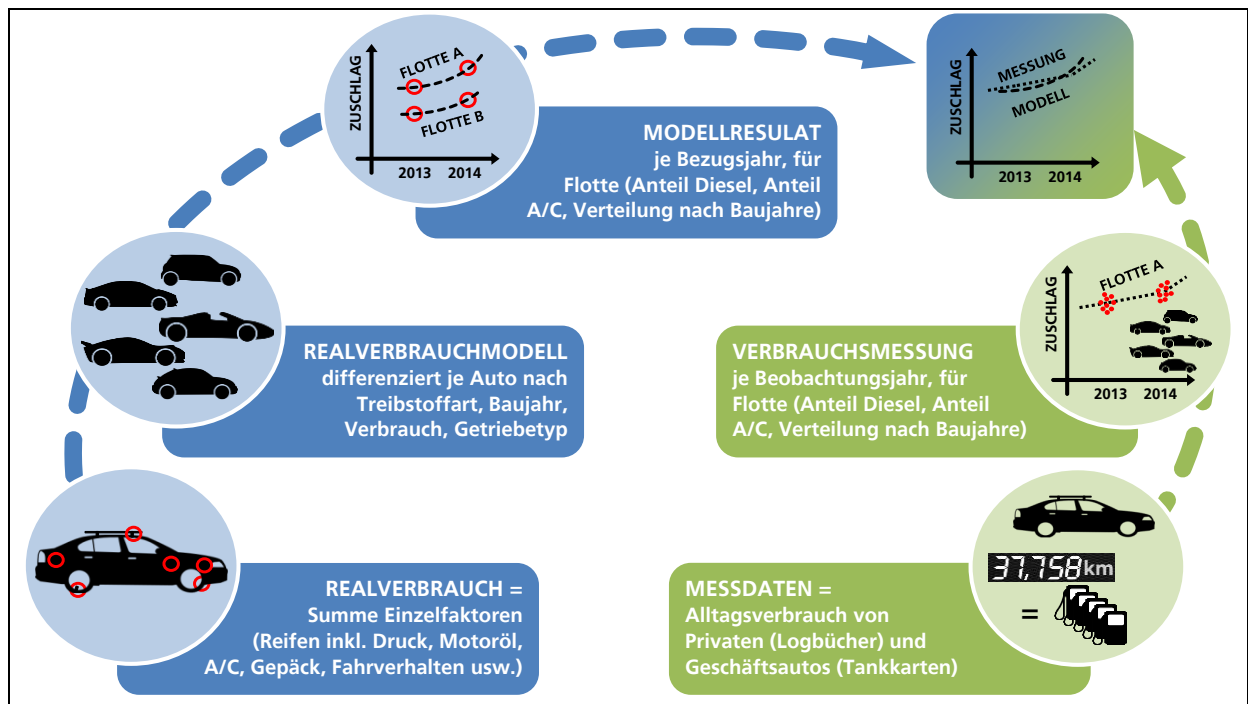 ZUSCHLAG
FLOTTE A
FLOTTE B
2013 2014
MODELLRESULAT
je Bezugsjahr, für
Flotte (Anteil Diesel, Anteil
A/C, Verteilung nach Baujahre)
ZUSCHLAG
MESSUNG
MODELL
2013 2014
REALVERBRAUCHMODELL
differenziert je Auto nach
Treibstoffart, Baujahr,
Verbrauch, Getriebetyp
VERBRAUCHSMESSUNG
je Beobachtungsjahr, für
Flotte (Anteil Diesel, Anteil
A/C, Verteilung nach Baujahre)
ZUSCHLAG
FLOTTE A
2013 2014
REALVERBRAUCH =
Summe Einzelfaktoren
(Reifen inkl. Druck, Motoröl,
A/C, Gepäck, Fahrverhalten usw.)
MESSDATEN =
Alltagsverbrauch von
Privaten (Logbücher) und
Geschäftsautos (Tankkarten)
37,758 km
=